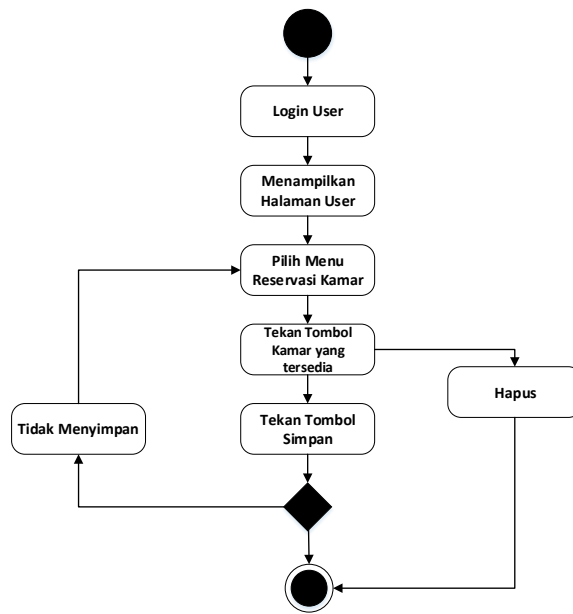 Login User
Menampilkan
Halaman User
Pilih Menu
Reservasi Kamar
Tekan Tombol
Kamar yang
tersedia
Hapus
Tidak Menyimpan
Tekan Tombol
Simpan